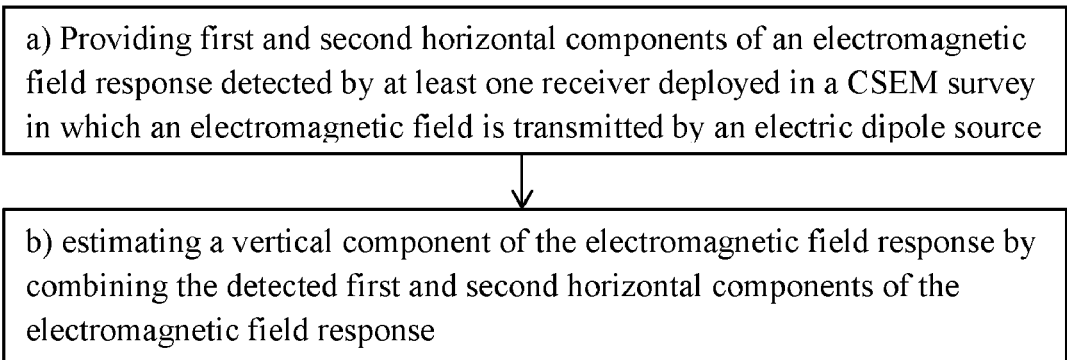 a) Providing first and second horizontal components of an electromagnetic
field response detected by at least one receiver deployed in a CSEM survey
in which an electromagnetic field is transmitted by an electric dipole source
b) estimating a vertical component of the electromagnetic field response by
combining the detected first and second horizontal components of the
electromagnetic field response